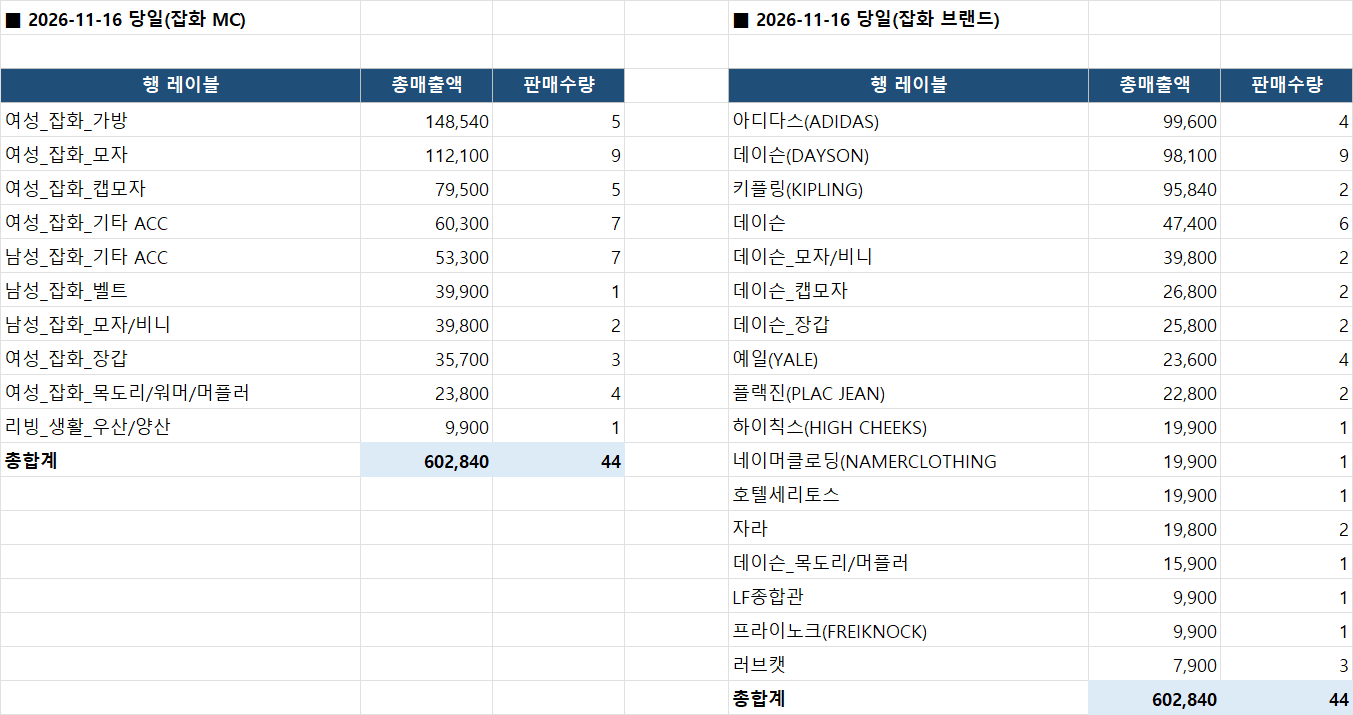 ■ 2026-11-16 당일(잡화 MC)
행 레이블 총매출액 판매수량
여성_잡화_가방 148,540 5
여성_잡화_모자 112,100 9
여성_잡화_캡모자 79,500 5
여성_잡화_기타 ACC 60,300 7
남성_잡화_기타 ACC 53,300 7
남성_잡화_벨트 39,900 1
남성_잡화_모자/비니 39,800 2
여성_잡화_장갑 35,700 3
여성_잡화_목도리/워머/머플러 23,800 4
리빙_생활_우산/양산 9,900 1
총합계 602,840 44
■ 2026-11-16 당일(잡화 브랜드)
행 레이블 총매출액 판매수량
아디다스(ADIDAS) 99,600 4
데이슨(DAYSON) 98,100 9
키플링(KIPLING) 95,840 2
데이슨 47,400 6
데이슨_모자/비니 39,800 2
데이슨_캡모자 26,800 2
데이슨_장갑 25,800 2
예일(YALE) 23,600 4
플랙진(PLAC JEAN) 22,800 2
하이칙스(HIGH CHEEKS) 19,900 1
네이머클로딩(NAMERCLOTHING 19,900 1
호텔세리토스 19,900 1
자라 19,800 2
데이슨_목도리/머플러 15,900 1
LF종합관 9,900 1
프라이노크(FREIKNOCK) 9,900 1
러브캣 7,900 3
총합계 602,840 44